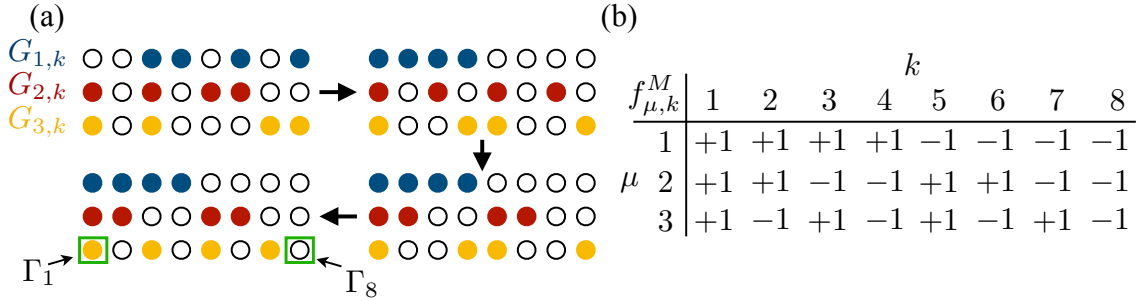 (a)
G_{1,k}
G_{2,k}
G_{3,k}
Γ_1
Γ_8
(b)
k
f^M_{μ,k} 1 2 3 4 5 6 7 8
1 +1 +1 +1 +1 −1 −1 −1 −1
μ 2 +1 +1 −1 −1 +1 +1 −1 −1
3 +1 −1 +1 −1 +1 −1 +1 −1